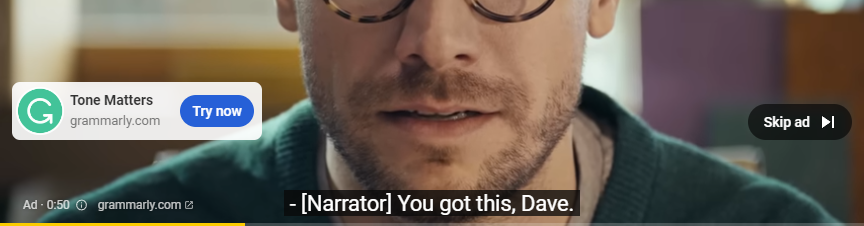 Tone Matters
grammarly.com
Try now
Skip ad
Ad · 0:50
grammarly.com
- [Narrator] You got this, Dave.